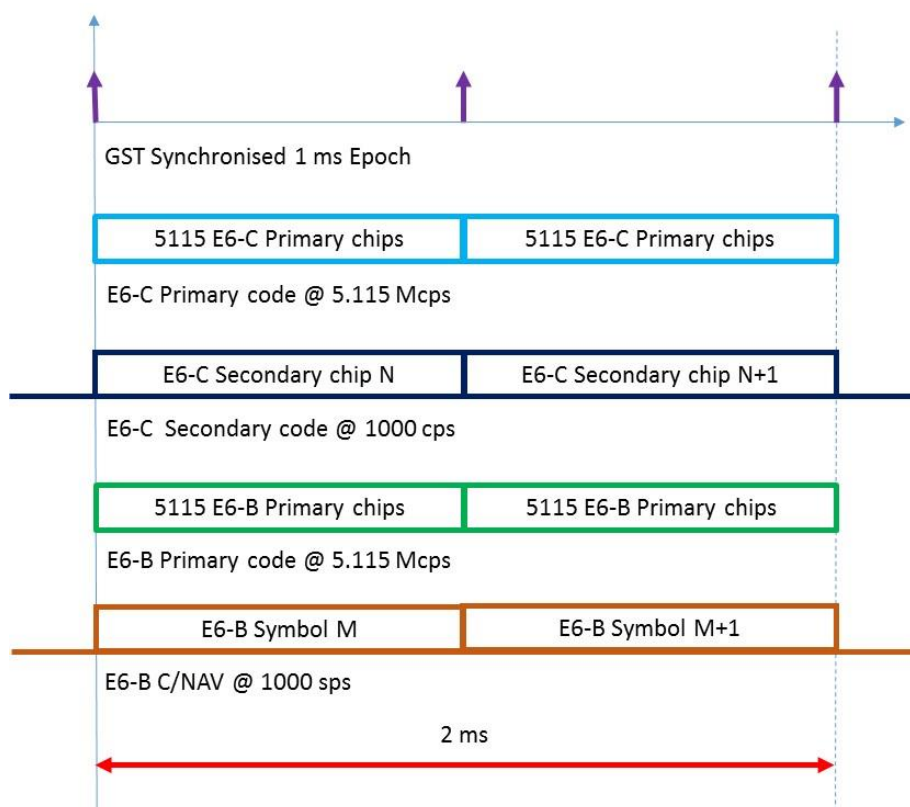 GST Synchronised 1 ms Epoch
5115 E6-C Primary chips 5115 E6-C Primary chips
E6-C Primary code @ 5.115 Mcps
E6-C Secondary chip N E6-C Secondary chip N+1
E6-C Secondary code @ 1000 cps
5115 E6-B Primary chips 5115 E6-B Primary chips
E6-B Primary code @ 5.115 Mcps
E6-B Symbol M E6-B Symbol M+1
E6-B C/NAV @ 1000 sps
2 ms